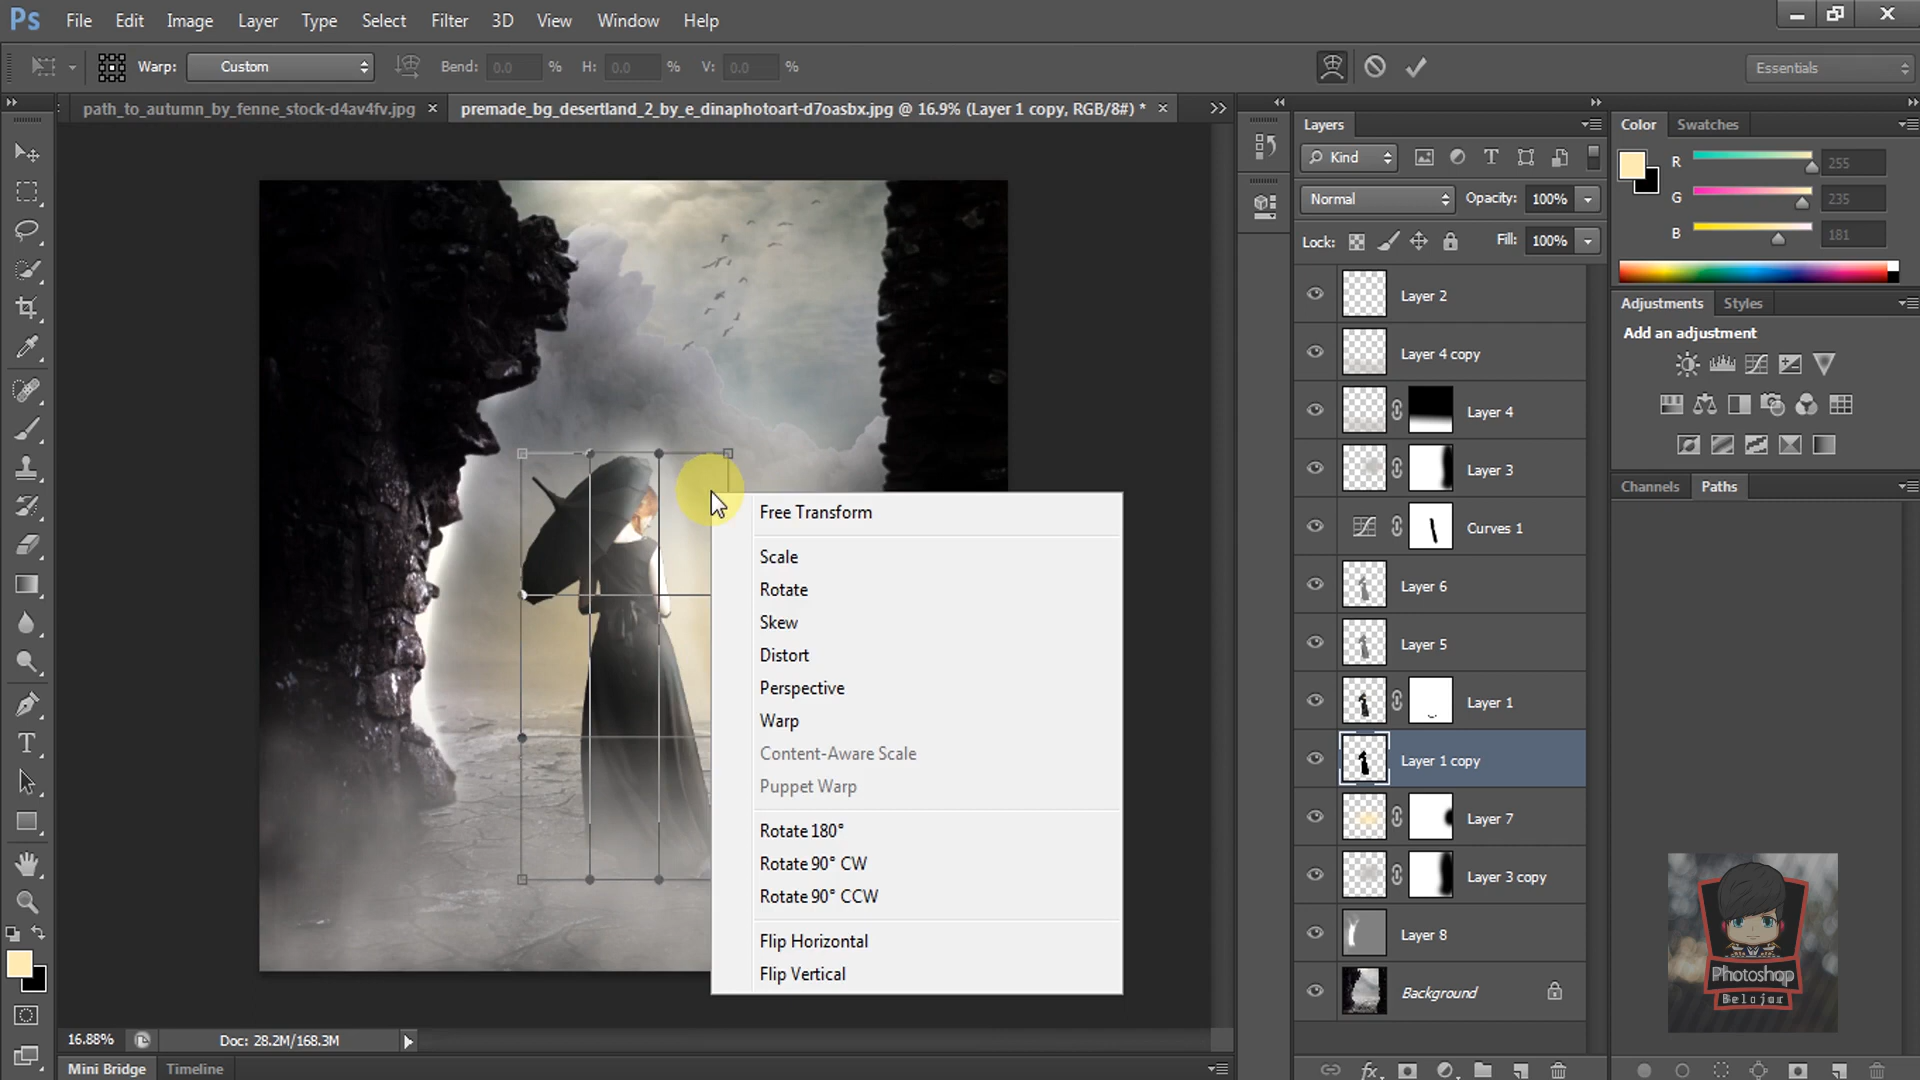 Ps File Edit Image Layer Type Select Filter 3D View Window Help
Warp: Custom Bend: 0.0 % H: 0.0 % V: 0.0 % Essentials
path_to_autumn_by_fenne_stock-d4av4fv.jpg × premade_bg_desertland_2_by_e_dinaphotoart-d7oasbx.jpg @ 16.9% (Layer 1 copy, RGB/8#) * ×
Free Transform
Scale
Rotate
Skew
Distort
Perspective
Warp
Content-Aware Scale
Puppet Warp
Rotate 180°
Rotate 90° CW
Rotate 90° CCW
Flip Horizontal
Flip Vertical
16.88% Doc: 28.2M/168.3M
Mini Bridge Timeline
Layers
Kind
Normal Opacity: 100%
Lock: Fill: 100%
Layer 2
Layer 4 copy
Layer 4
Layer 3
Curves 1
Layer 6
Layer 5
Layer 1
Layer 1 copy
Layer 7
Layer 3 copy
Layer 8
Background
fx
Color Swatches
R 255
G 235
B 181
Adjustments Styles
Add an adjustment
Channels Paths
Photoshop
Belajar